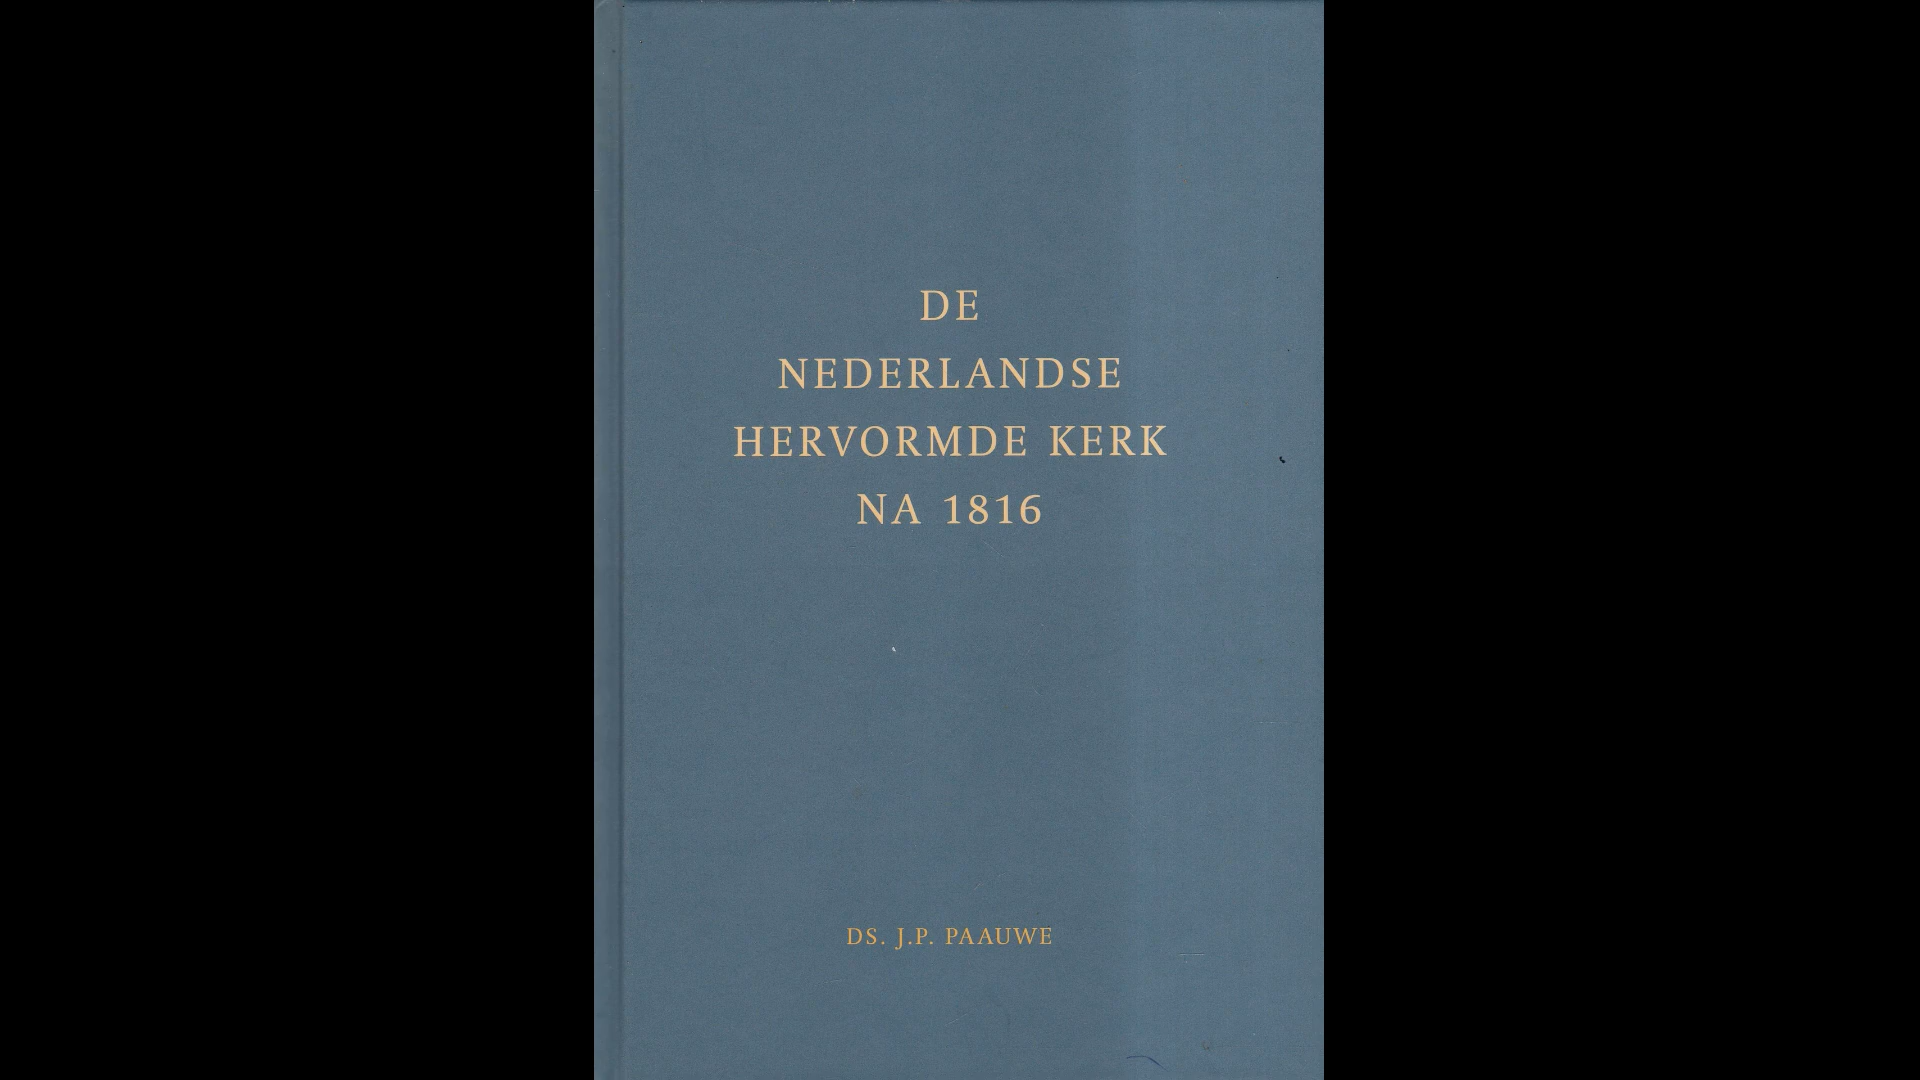 DE
NEDERLANDSE
HERVORMDE KERK
NA 1816
DS. J.P. PAAUWE